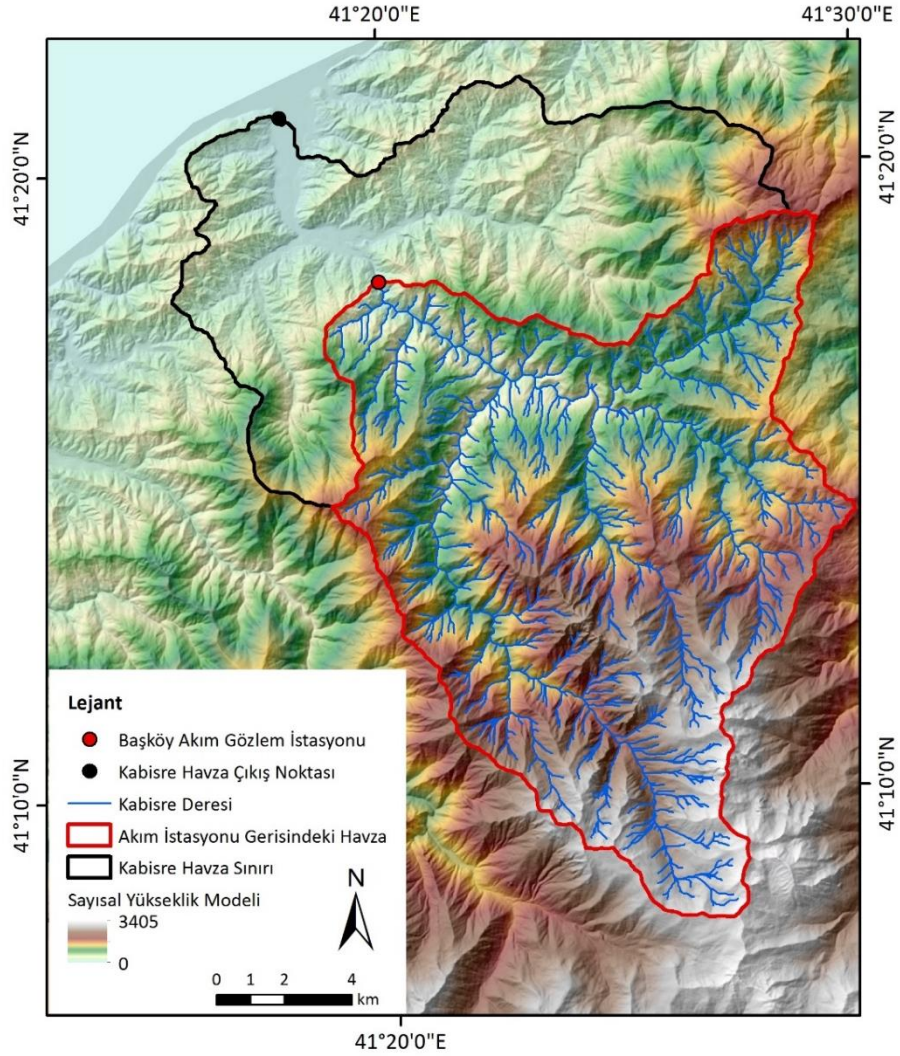 41°20'0"E
41°30'0"E
41°20'0"N
41°20'0"N
Lejant
Başköy Akım Gözlem İstasyonu
Kabisre Havza Çıkış Noktası
Kabisre Deresi
Akım İstasyonu Gerisindeki Havza
Kabisre Havza Sınırı
Sayısal Yükseklik Modeli
3405
0
N
0 1 2 4
km
41°10'0"N
41°10'0"N
41°20'0"E